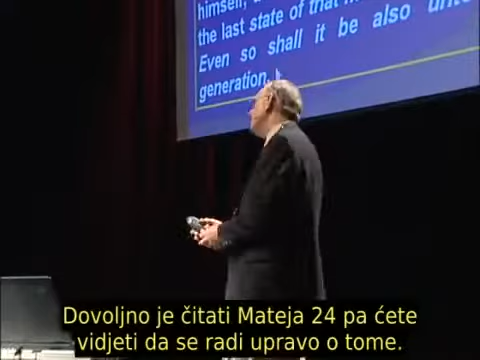 himself,
the last state of that
Even so shall it be also unto
generation.
Dovoljno je čitati Mateja 24 pa ćete
vidjeti da se radi upravo o tome.